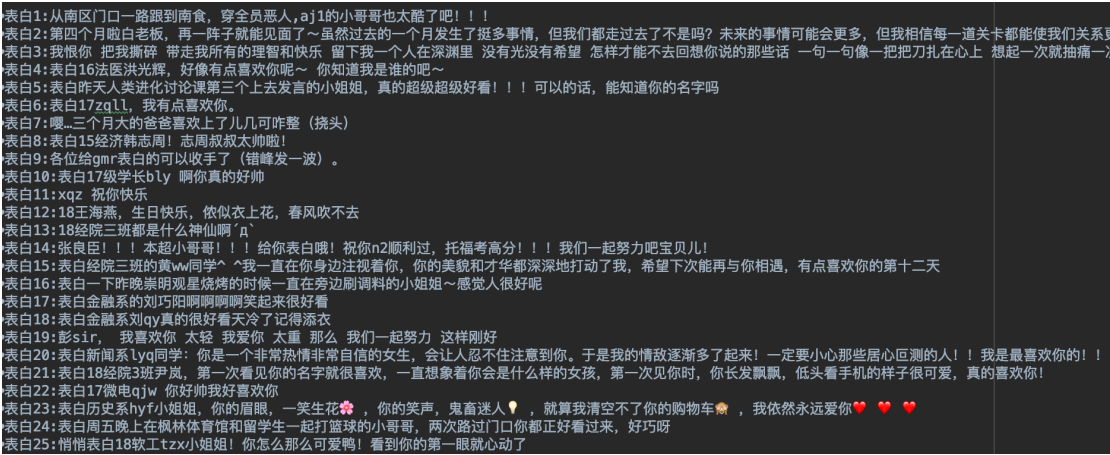 表白1:从南区门口一路跟到南食，穿全员恶人,aj1的小哥哥也太酷了吧！！！
表白2:第四个月啦白老板，再一阵子就能见面了～虽然过去的一个月发生了挺多事情，但我们都走过去了不是吗？未来的事情可能会更多，但我相信每一道关卡都能使我们关系更
表白3:我恨你 把我撕碎 带走我所有的理智和快乐 留下我一个人在深渊里 没有光没有希望 怎样才能不去回想你说的那些话 一句一句像一把把刀扎在心上 想起一次就抽痛一次
表白4:表白16法医洪光辉，好像有点喜欢你呢～ 你知道我是谁的吧～
表白5:表白昨天人类进化讨论课第三个上去发言的小姐姐，真的超级超级好看！！！可以的话，能知道你的名字吗
表白6:表白17zqll，我有点喜欢你。
表白7:嘤…三个月大的爸爸喜欢上了儿几可咋整（挠头）
表白8:表白15经济韩志周！志周叔叔太帅啦！
表白9:各位给gmr表白的可以收手了（错峰发一波）。
表白10:表白17级学长bly 啊你真的好帅
表白11:xqz 祝你快乐
表白12:18王海燕，生日快乐，侬似衣上花，春风吹不去
表白13:18经院三班都是什么神仙啊´д`
表白14:张良臣！！！本超小哥哥！！！给你表白哦！祝你n2顺利过，托福考高分！！！我们一起努力吧宝贝儿！
表白15:表白经院三班的黄ww同学^ ^我一直在你身边注视着你，你的美貌和才华都深深地打动了我，希望下次能再与你相遇，有点喜欢你的第十二天
表白16:表白一下昨晚崇明观星烧烤的时候一直在旁边刷调料的小姐姐～感觉人很好呢
表白17:表白金融系的刘巧阳啊啊啊啊笑起来很好看
表白18:表白金融系刘qy真的很好看天冷了记得添衣
表白19:彭sir， 我喜欢你 太轻 我爱你 太重 那么 我们一起努力 这样刚好
表白20:表白新闻系lyq同学：你是一个非常热情非常自信的女生，会让人忍不住注意到你。于是我的情敌逐渐多了起来！一定要小心那些居心叵测的人！！我是最喜欢你的！！
表白21:表白18经院3班尹岚，第一次看见你的名字就很喜欢，一直想象着你会是什么样的女孩，第一次见你时，你长发飘飘，低头看手机的样子很可爱，真的喜欢你！
表白22:表白17微电qjw 你好帅我好喜欢你
表白23:表白历史系hyf小姐姐，你的眉眼，一笑生花🌸 ，你的笑声，鬼畜迷人💡 ，就算我清空不了你的购物车🙈 ，我依然永远爱你❤️ ❤️ ❤️
表白24:表白周五晚上在枫林体育馆和留学生一起打篮球的小哥哥，两次路过门口你都正好看过来，好巧呀
表白25:悄悄表白18软工tzx小姐姐！你怎么那么可爱鸭！看到你的第一眼就心动了